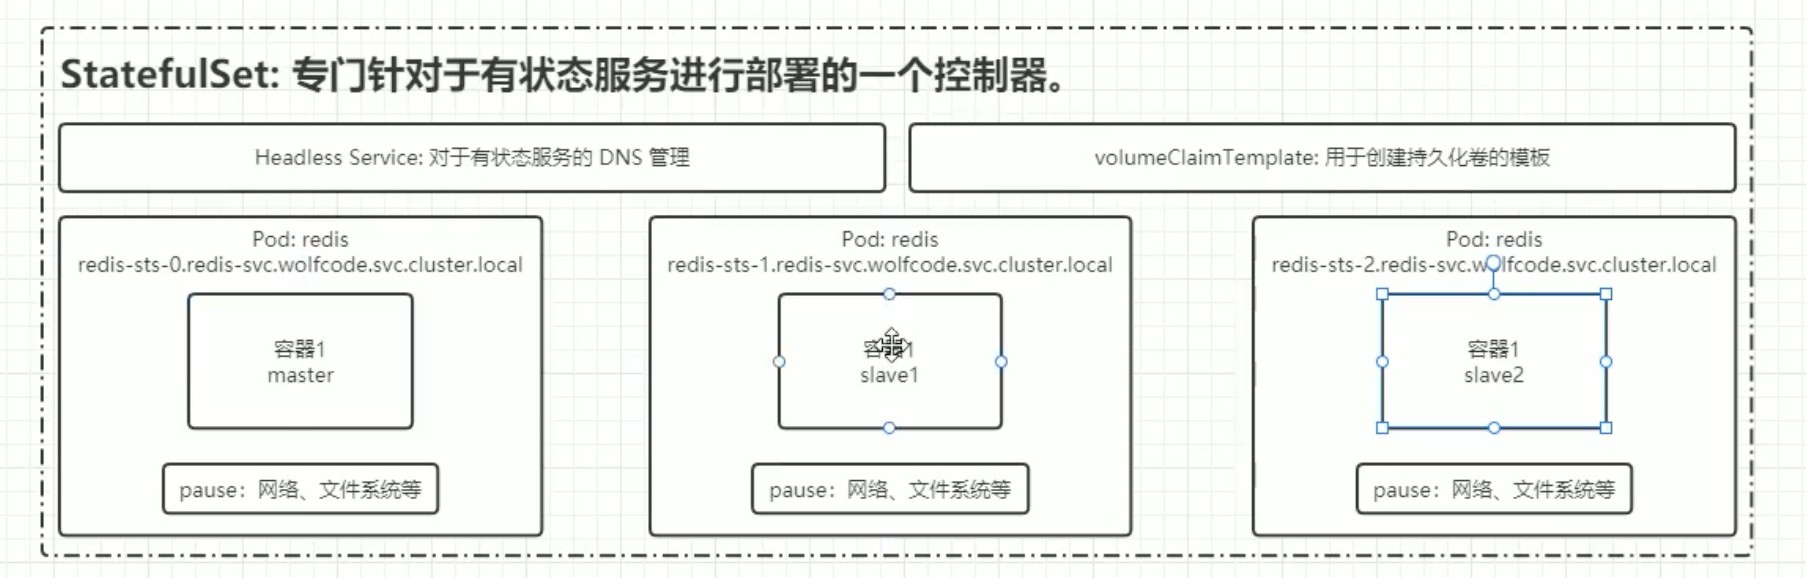 StatefulSet: 专门针对于有状态服务进行部署的一个控制器。
Headless Service: 对于有状态服务的 DNS 管理
volumeClaimTemplate: 用于创建持久化卷的模板
Pod: redis
redis-sts-0.redis-svc.wolfcode.svc.cluster.local
容器1
master
pause：网络、文件系统等
Pod: redis
redis-sts-1.redis-svc.wolfcode.svc.cluster.local
容器1
slave1
pause：网络、文件系统等
Pod: redis
redis-sts-2.redis-svc.wolfcode.svc.cluster.local
容器1
slave2
pause：网络、文件系统等